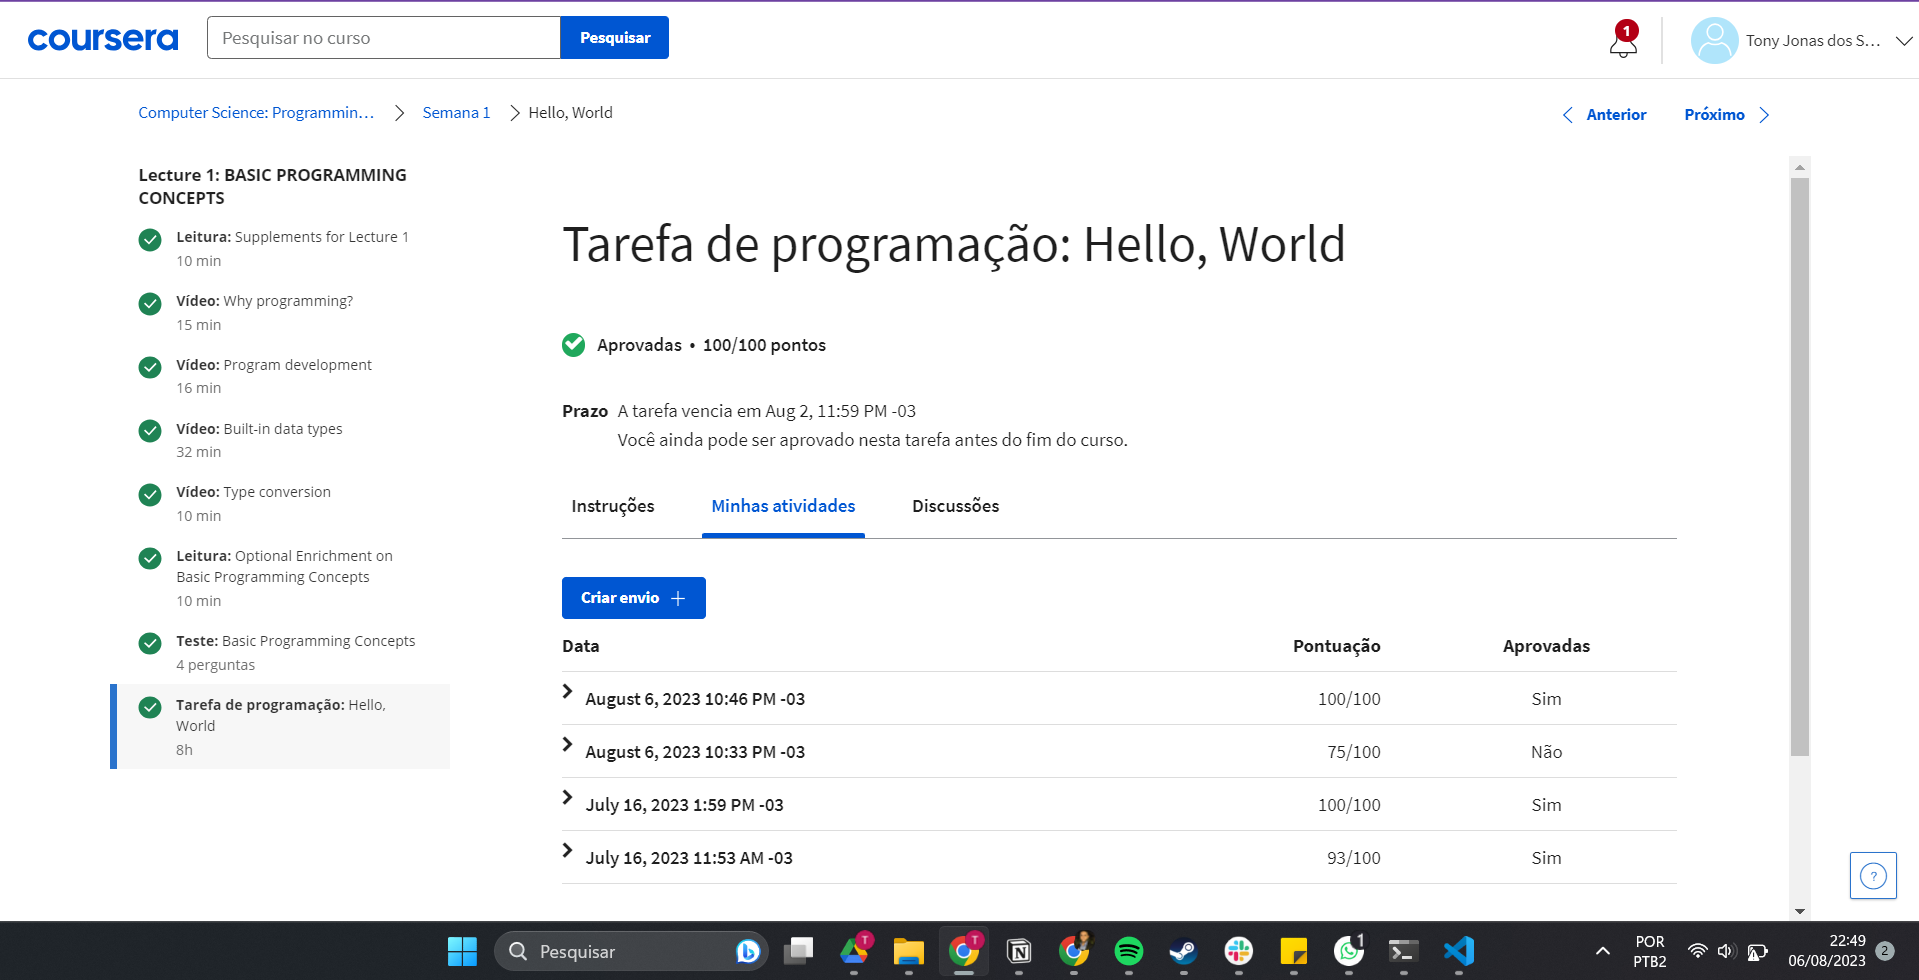 coursera
Pesquisar no curso
Pesquisar
1
Tony Jonas dos S...
Computer Science: Programmin...
Semana 1
Hello, World
Anterior
Próximo
Lecture 1: BASIC PROGRAMMING
CONCEPTS
Leitura: Supplements for Lecture 1
10 min
Vídeo: Why programming?
15 min
Vídeo: Program development
16 min
Vídeo: Built-in data types
32 min
Vídeo: Type conversion
10 min
Leitura: Optional Enrichment on
Basic Programming Concepts
10 min
Teste: Basic Programming Concepts
4 perguntas
Tarefa de programação: Hello,
World
8h
Tarefa de programação: Hello, World
Aprovadas • 100/100 pontos
Prazo A tarefa vencia em Aug 2, 11:59 PM -03
Você ainda pode ser aprovado nesta tarefa antes do fim do curso.
Instruções
Minhas atividades
Discussões
Criar envio
Data Pontuação Aprovadas
August 6, 2023 10:46 PM -03 100/100 Sim
August 6, 2023 10:33 PM -03 75/100 Não
July 16, 2023 1:59 PM -03 100/100 Sim
July 16, 2023 11:53 AM -03 93/100 Sim
?
Pesquisar
T
T
1
POR
PTB2
22:49
06/08/2023
2